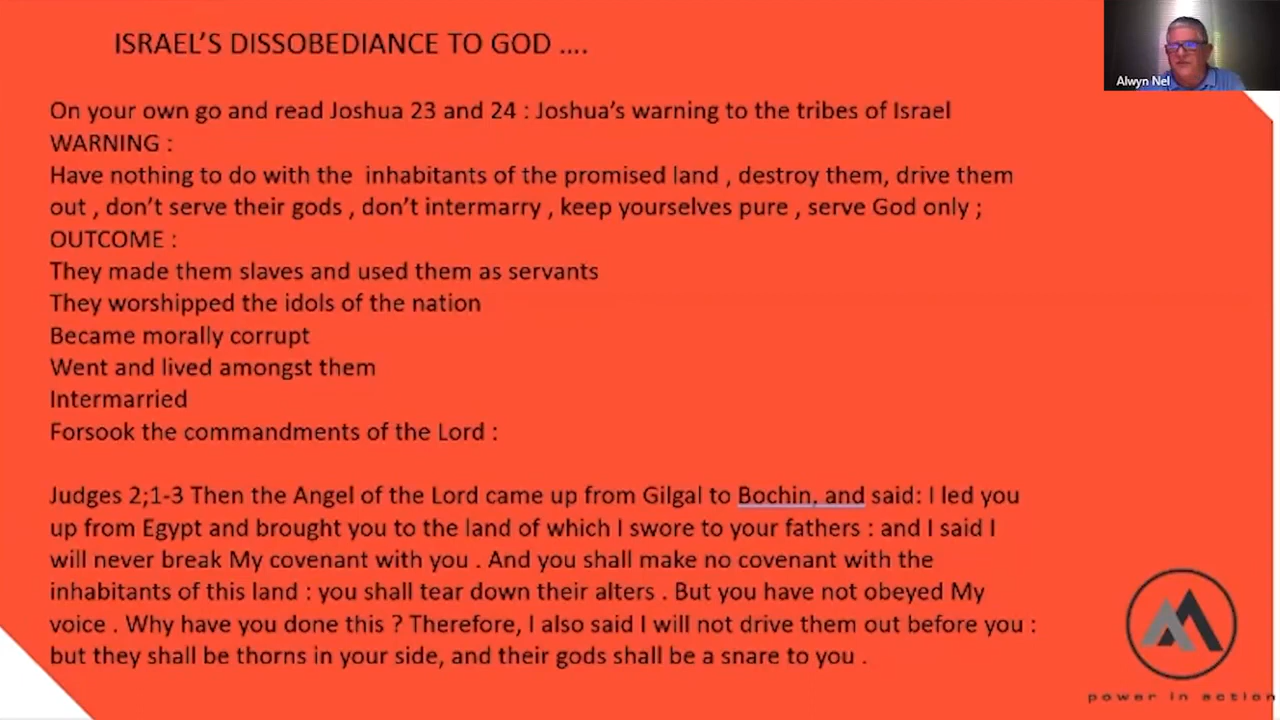 ISRAEL'S DISSOBEDIANCE TO GOD ....
Alwyn Nel
On your own go and read Joshua 23 and 24 : Joshua's warning to the tribes of Israel
WARNING :
Have nothing to do with the inhabitants of the promised land , destroy them, drive them
out , don't serve their gods , don't intermarry , keep yourselves pure , serve God only ;
OUTCOME :
They made them slaves and used them as servants
They worshipped the idols of the nation
Became morally corrupt
Went and lived amongst them
Intermarried
Forsook the commandments of the Lord :
Judges 2;1-3 Then the Angel of the Lord came up from Gilgal to Bochin, and said: I led you
up from Egypt and brought you to the land of which I swore to your fathers : and I said I
will never break My covenant with you . And you shall make no covenant with the
inhabitants of this land : you shall tear down their alters . But you have not obeyed My
voice . Why have you done this ? Therefore, I also said I will not drive them out before you :
but they shall be thorns in your side, and their gods shall be a snare to you .
power in action